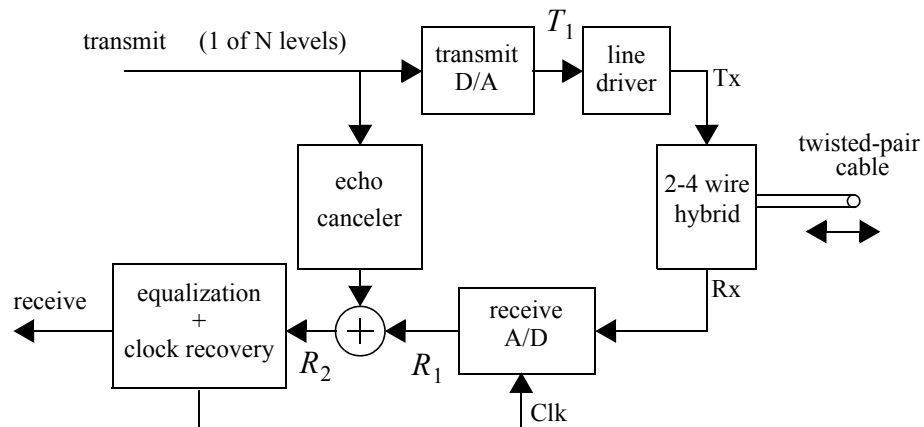 transmit (1 of N levels)
transmit
D/A
T1
line
driver
Tx
echo
canceler
2-4 wire
hybrid
twisted-pair
cable
Rx
receive
equalization
+
clock recovery
R2
+
R1
receive
A/D
Clk